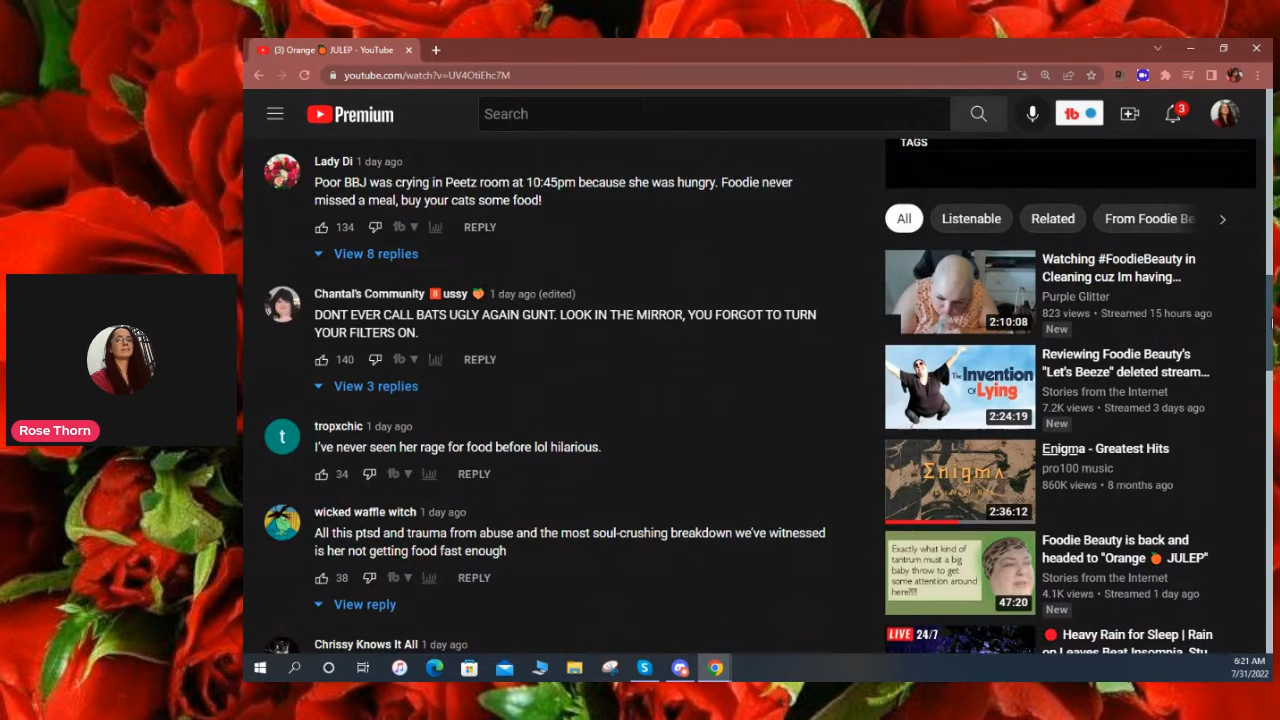 (3) Orange 🍊 JULEP - YouTube
youtube.com/watch?v=UV4OtiEhc7M
Premium
Search
tb
3
TAGS
Lady Di 1 day ago
Poor BBJ was crying in Peetz room at 10:45pm because she was hungry. Foodie never
missed a meal, buy your cats some food!
134
tb
REPLY
View 8 replies
Chantal's Community 🅱ussy 🍑 1 day ago (edited)
DONT EVER CALL BATS UGLY AGAIN GUNT. LOOK IN THE MIRROR, YOU FORGOT TO TURN
YOUR FILTERS ON.
140
tb
REPLY
View 3 replies
t
tropxchic 1 day ago
I've never seen her rage for food before lol hilarious.
34
tb
REPLY
wicked waffle witch 1 day ago
All this ptsd and trauma from abuse and the most soul-crushing breakdown we've witnessed
is her not getting food fast enough
38
tb
REPLY
View reply
Chrissy Knows It All 1 day ago
All
Listenable
Related
From Foodie Be
Watching #FoodieBeauty in
Cleaning cuz Im having...
Purple Glitter
823 views • Streamed 15 hours ago
New
2:10:08
Reviewing Foodie Beauty's
"Let's Beeze" deleted stream...
Stories from the Internet
7.2K views • Streamed 3 days ago
New
The Invention
of Lying
2:24:19
Enigma - Greatest Hits
pro100 music
860K views • 8 months ago
2:36:12
Foodie Beauty is back and
headed to "Orange 🍊 JULEP"
Stories from the Internet
4.1K views • Streamed 1 day ago
New
Exactly what kind of
tantrum must a big
baby throw to get
some attention around
here?!!!
47:20
LIVE 24/7
🔴 Heavy Rain for Sleep | Rain
on Leaves Beat Insomnia, Stu
Rose Thorn
6:21 AM
7/31/2022